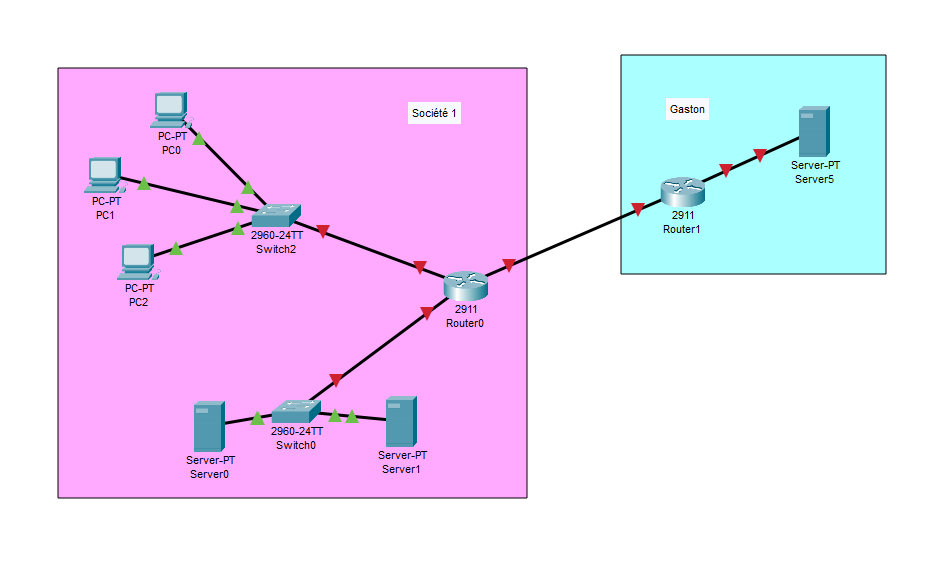 Société 1
PC-PT
PC0
PC-PT
PC1
PC-PT
PC2
2960-24TT
Switch2
2911
Router0
2960-24TT
Switch0
Server-PT
Server0
Server-PT
Server1
Gaston
Server-PT
Server5
2911
Router1